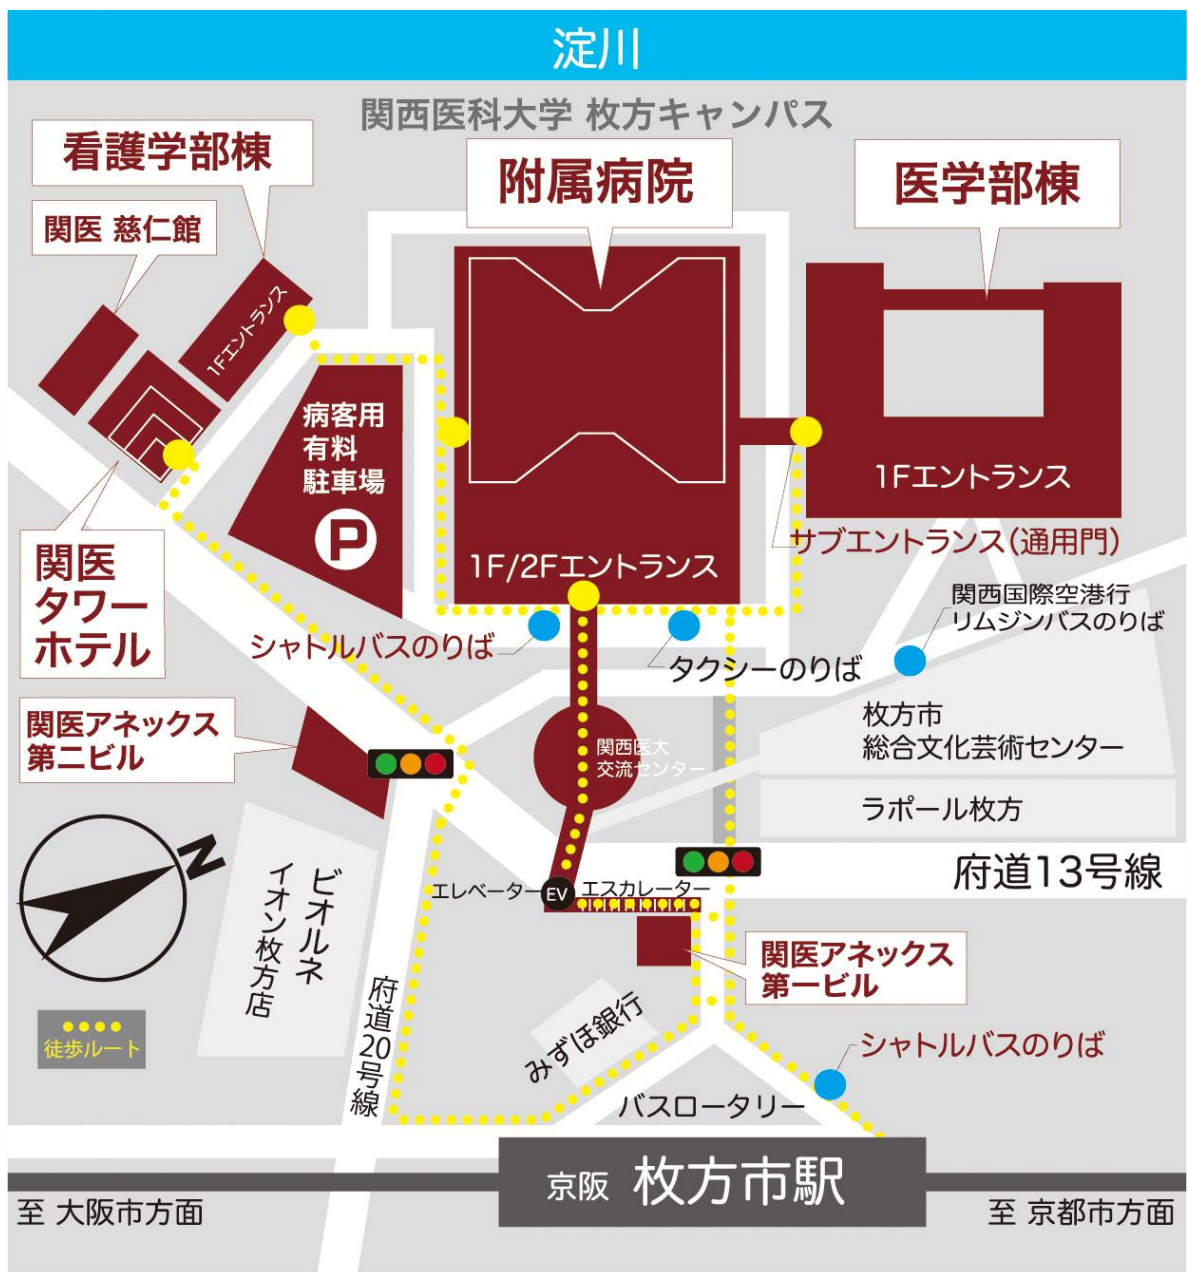 淀川
関西医科大学 枚方キャンパス
看護学部棟
附属病院
医学部棟
関医 慈仁館
1Fエントランス
病客用
有料
駐車場
P
1Fエントランス
サブエントランス(通用門)
1F/2Fエントランス
関医
タワー
ホテル
シャトルバスのりば
タクシーのりば
関西国際空港行
リムジンバスのりば
関医アネックス
第二ビル
関西医大
交流センター
枚方市
総合文化芸術センター
ラポール枚方
府道13号線
N
ビオルネ
イオン枚方店
エレベーター
EV
エスカレーター
関医アネックス
第一ビル
府道20号線
みずほ銀行
徒歩ルート
シャトルバスのりば
バスロータリー
京阪 枚方市駅
至 大阪市方面
至 京都市方面